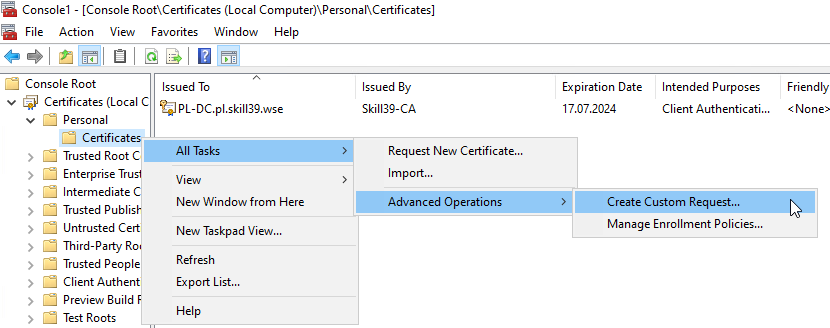 Console1 - [Console Root\Certificates (Local Computer)\Personal\Certificates]
File Action View Favorites Window Help
Console Root
Certificates (Local C
Personal
Certificates
Trusted Root C
Enterprise Trust
Intermediate C
Trusted Publish
Untrusted Certi
Third-Party Roo
Trusted People
Client Authenti
Preview Build R
Test Roots
Issued To Issued By Expiration Date Intended Purposes Friendly
PL-DC.pl.skill39.wse Skill39-CA 17.07.2024 Client Authenticati... <None>
All Tasks
View
New Window from Here
New Taskpad View...
Refresh
Export List...
Help
Request New Certificate...
Import...
Advanced Operations
Create Custom Request...
Manage Enrollment Policies...